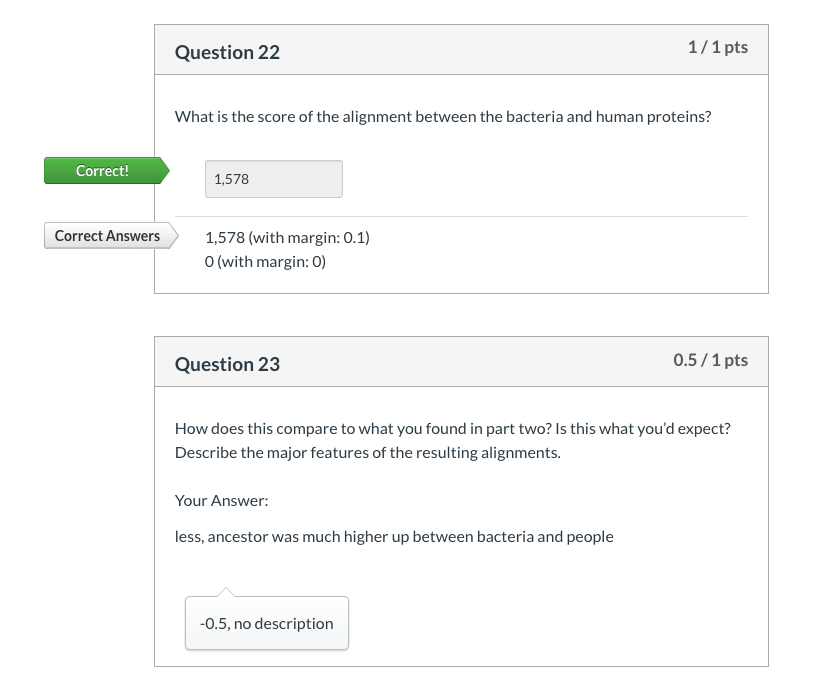 Question 22
1 / 1 pts
What is the score of the alignment between the bacteria and human proteins?
Correct!
1,578
Correct Answers
1,578 (with margin: 0.1)
0 (with margin: 0)
Question 23
0.5 / 1 pts
How does this compare to what you found in part two? Is this what you’d expect?
Describe the major features of the resulting alignments.
Your Answer:
less, ancestor was much higher up between bacteria and people
-0.5, no description